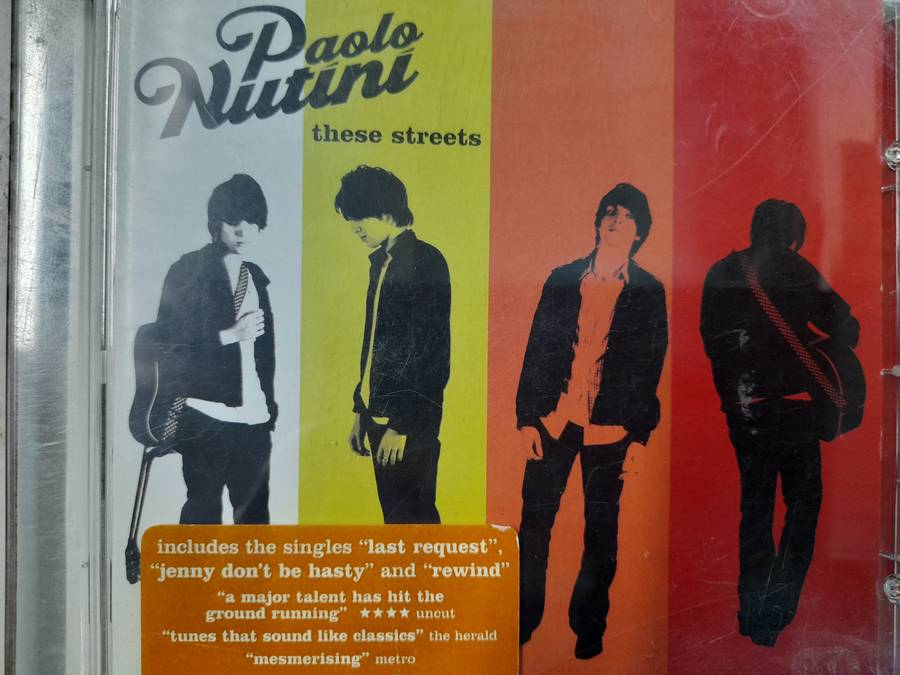 Paolo
Nutini
these streets
includes the singles “last request”,
“jenny don’t be hasty” and “rewind”
“a major talent has hit the
ground running” ★★★★ uncut
“tunes that sound like classics” the herald
“mesmerising” metro